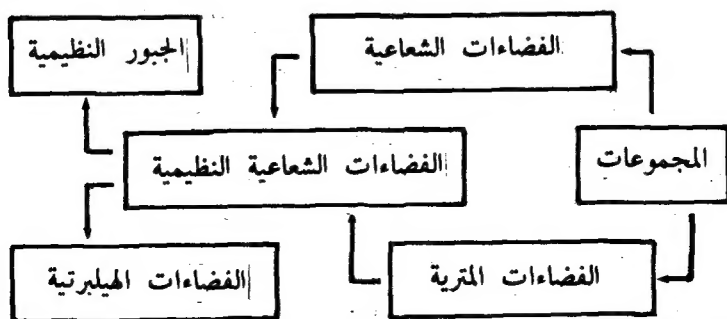 الفضاءات الشعاعية
الجبور النظيمية
المجموعات
الفضاءات الشعاعية النظيمية
الفضاءات المترية
الفضاءات الهيلبرتية